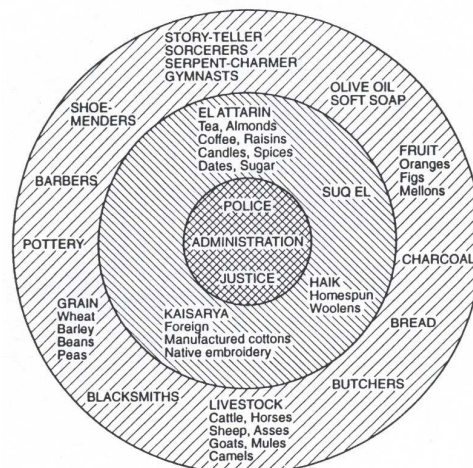 STORY-TELLER
SORCERERS
SERPENT-CHARMER
GYMNASTS
OLIVE OIL
SOFT SOAP
SHOE-
MENDERS
EL ATTARIN
Tea, Almonds
Coffee, Raisins
Candles, Spices
Dates, Sugar
FRUIT
Oranges
Figs
Mellons
BARBERS
SUQ EL
POLICE
POTTERY
ADMINISTRATION
CHARCOAL
JUSTICE
HAIK
Homespun
Woolens
GRAIN
Wheat
Barley
Beans
Peas
KAISARYA
Foreign
Manufactured cottons
Native embroidery
BREAD
BUTCHERS
BLACKSMITHS
LIVESTOCK
Cattle, Horses
Sheep, Asses
Goats, Mules
Camels